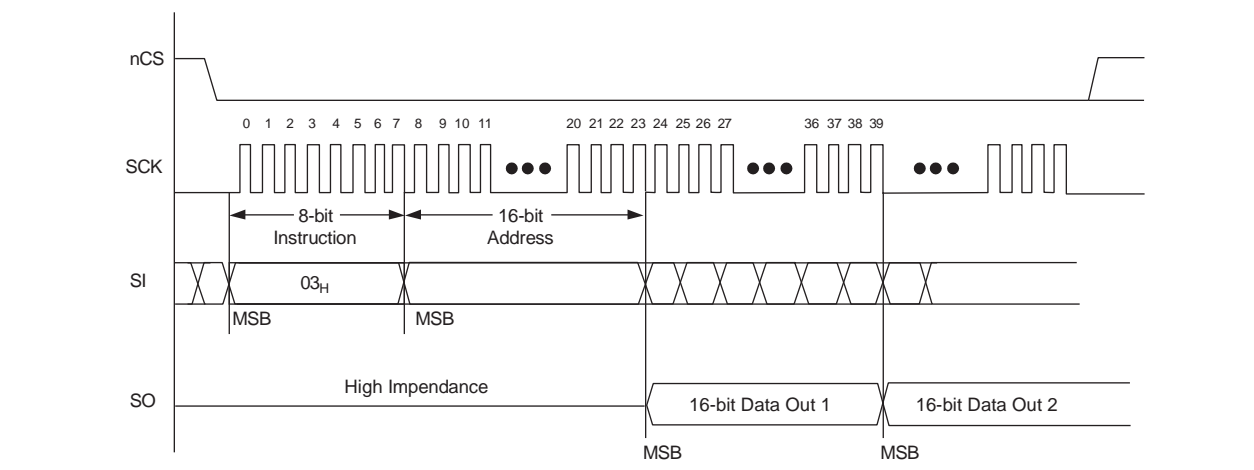 nCS
0 1 2 3 4 5 6 7 8 9 10 11 20 21 22 23 24 25 26 27 36 37 38 39
SCK
8-bit
Instruction
16-bit
Address
SI
03H
MSB
MSB
High Impendance
SO
16-bit Data Out 1
16-bit Data Out 2
MSB
MSB